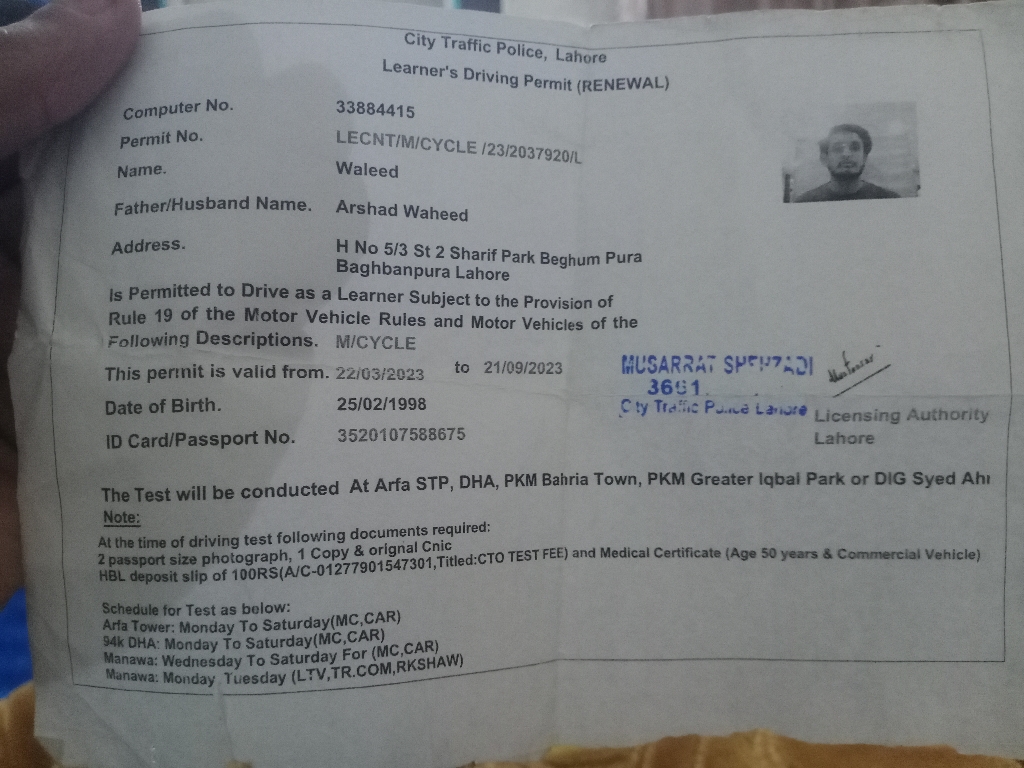 City Traffic Police, Lahore
Learner's Driving Permit (RENEWAL)
Computer No. 33884415
Permit No. LECNT/M/CYCLE /23/2037920/L
Name. Waleed
Father/Husband Name. Arshad Waheed
Address. H No 5/3 St 2 Sharif Park Beghum Pura
Baghbanpura Lahore
Is Permitted to Drive as a Learner Subject to the Provision of
Rule 19 of the Motor Vehicle Rules and Motor Vehicles of the
Following Descriptions. M/CYCLE
This permit is valid from. 22/03/2023 to 21/09/2023
MUSARRAT
City Traffic Police Lahore
Licensing Authority
Lahore
Date of Birth. 25/02/1998
ID Card/Passport No. 3520107588675
The Test will be conducted At Arfa STP, DHA, PKM Bahria Town, PKM Greater Iqbal Park or DIG Syed
Note:
At the time of driving test following documents required:
2 passport size photograph, 1 Copy & orignal Cnic
HBL deposit slip of 100RS(A/C-01277901547301,Titled:CTO TEST FEE) and Medical Certificate (Age 50 years & Commercial Vehicle)
Schedule for Test as below:
Arfa Tower: Monday To Saturday(MC,CAR)
94k DHA: Monday To Saturday(MC,CAR)
Manawa: Wednesday To Saturday For (MC,CAR)
Manawa: Monday Tuesday (LTV,TR.COM,RKSHAW)